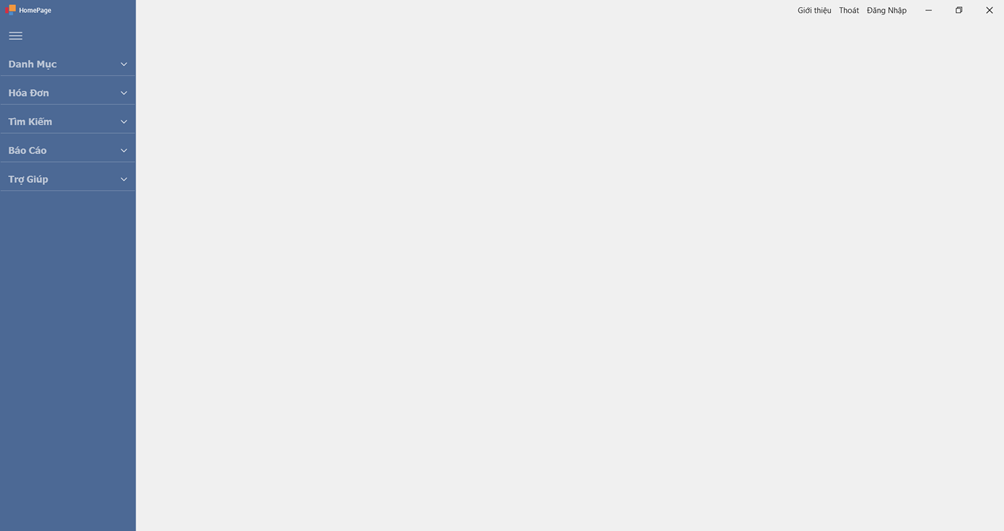 HomePage
Giới thiệu Thoát Đăng Nhập
Danh Mục
Hóa Đơn
Tìm Kiếm
Báo Cáo
Trợ Giúp